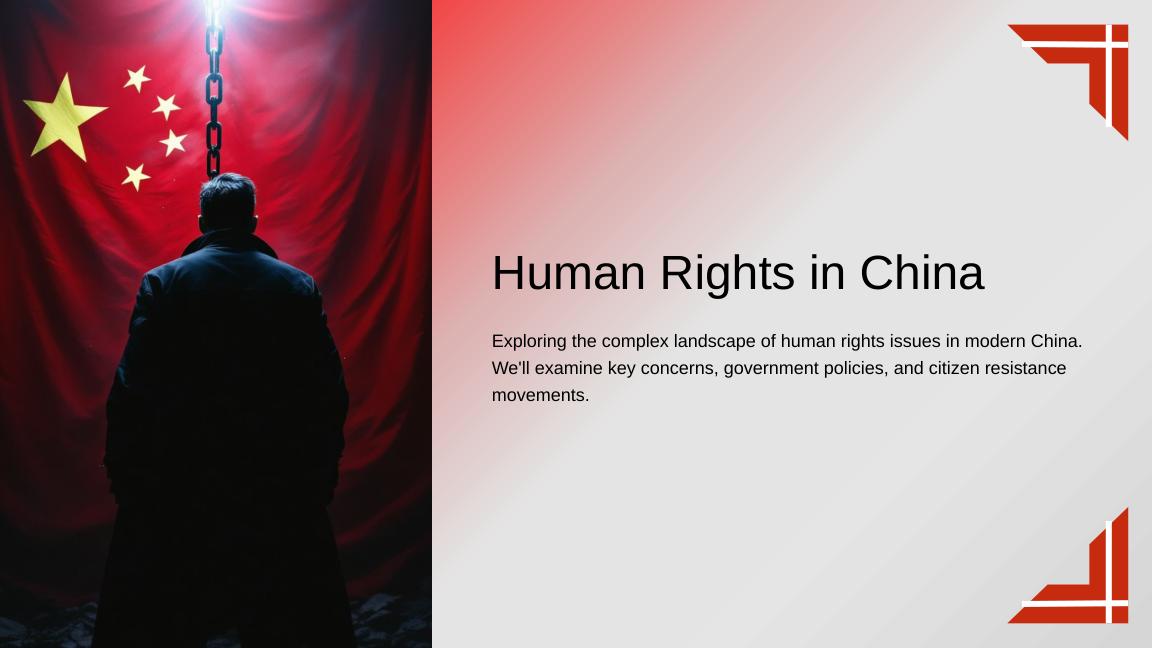 Human Rights in China
Exploring the complex landscape of human rights issues in modern China.
We'll examine key concerns, government policies, and citizen resistance
movements.